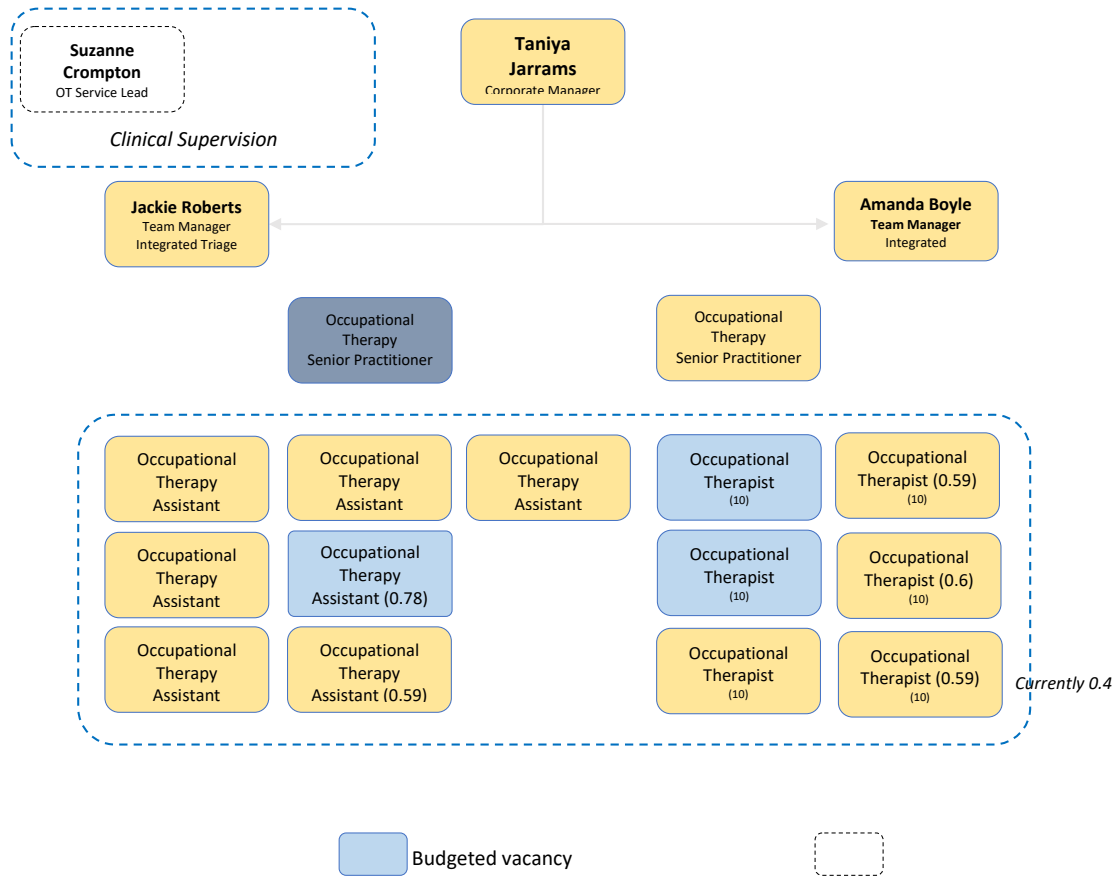 Suzanne
Crompton
OT Service Lead
Clinical Supervision
Taniya
Jarrams
Corporate Manager
Jackie Roberts
Team Manager
Integrated Triage
Amanda Boyle
Team Manager
Integrated
Occupational
Therapy
Senior Practitioner
Occupational
Therapy
Senior Practitioner
Occupational
Therapy
Assistant
Occupational
Therapy
Assistant
Occupational
Therapy
Assistant
Occupational
Therapist
(10)
Occupational
Therapist (0.59)
(10)
Occupational
Therapy
Assistant
Occupational
Therapy
Assistant (0.78)
Occupational
Therapist
(10)
Occupational
Therapist (0.6)
(10)
Occupational
Therapy
Assistant
Occupational
Therapy
Assistant (0.59)
Occupational
Therapist
(10)
Occupational
Therapist (0.59)
(10)
Currently 0.4
Budgeted vacancy